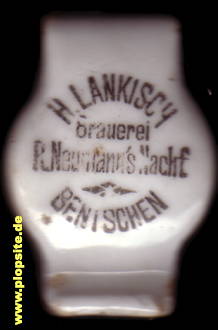 H. LANKISCH
Brauerei
R. Neumann's Nachf.
BENTSCHEN
© www.plopsite.de